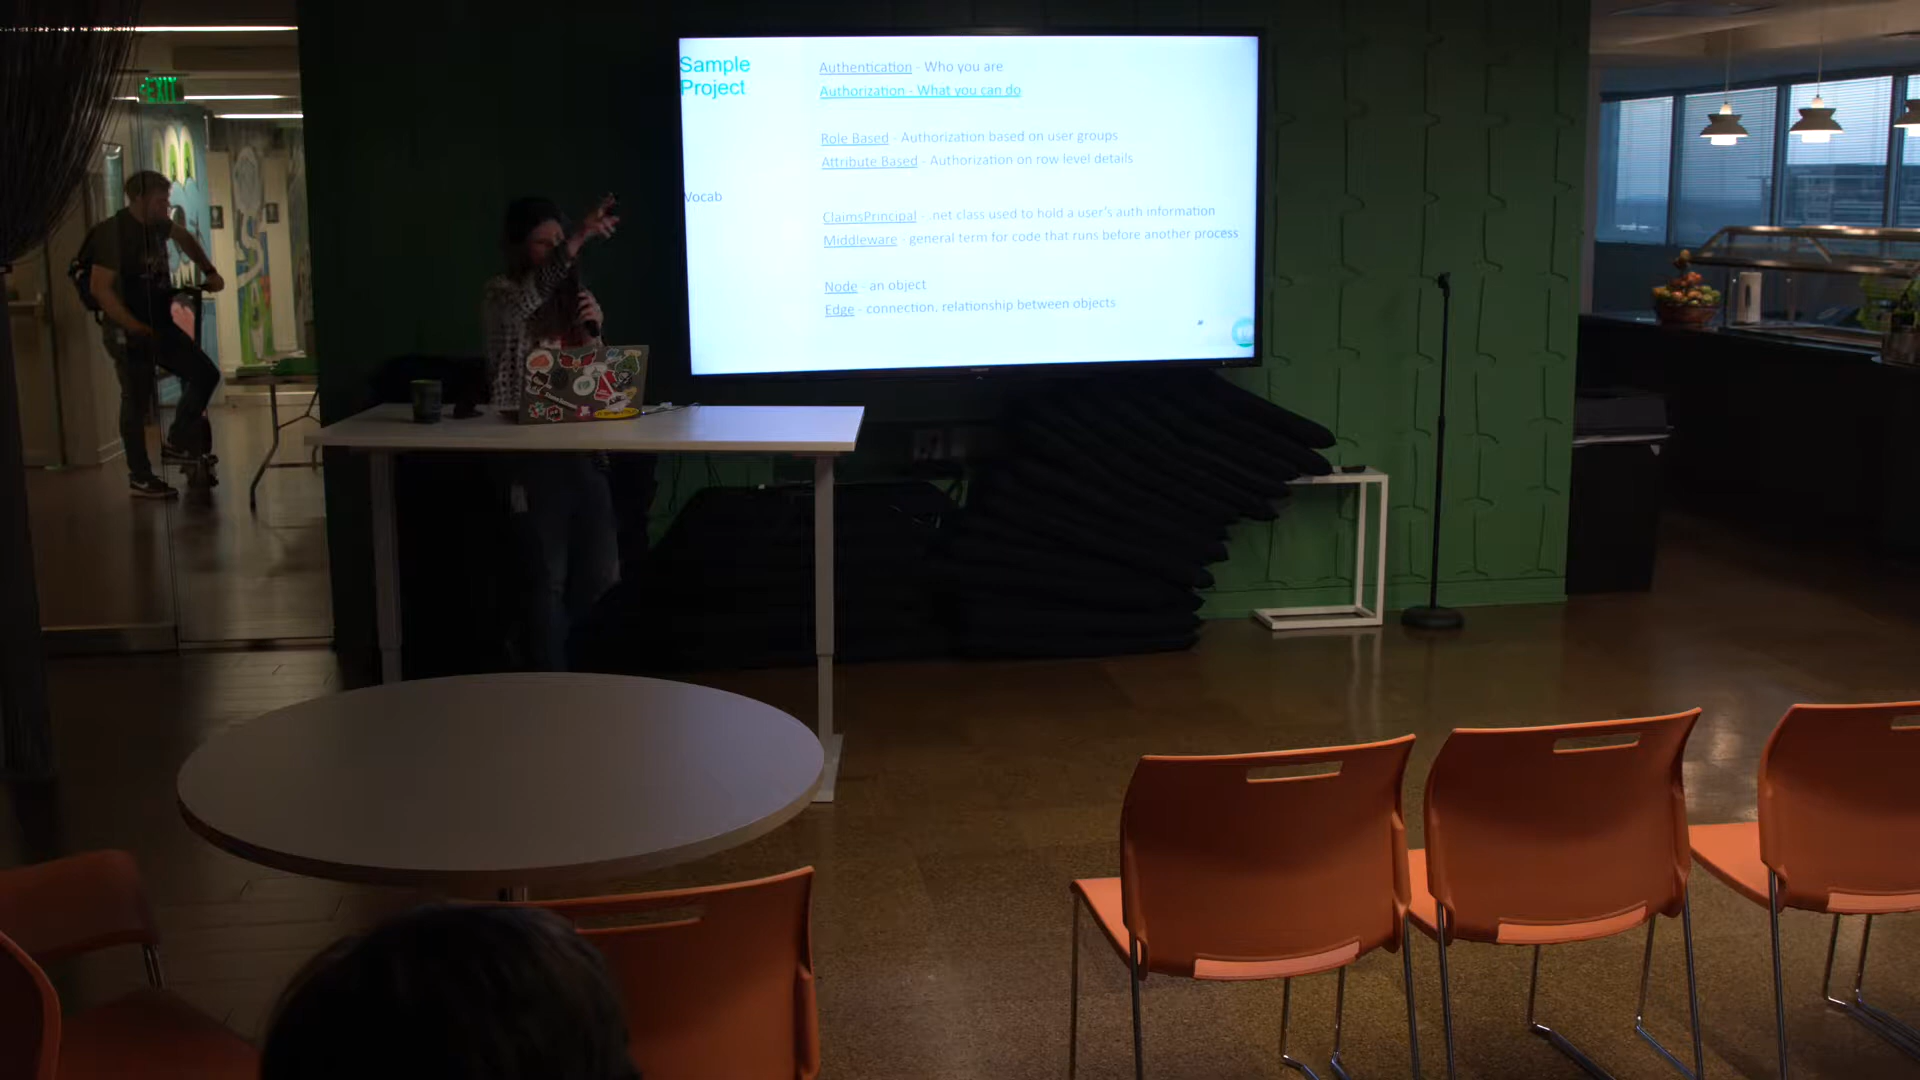 EXIT
Sample
Project
Vocab
Authentication - Who you are
Authorization - What you can do
Role Based - Authorization based on user groups
Attribute Based - Authorization on row level details
ClaimsPrincipal - .net class used to hold a user's auth information
Middleware - general term for code that runs before another process
Node - an object
Edge - connection, relationship between objects